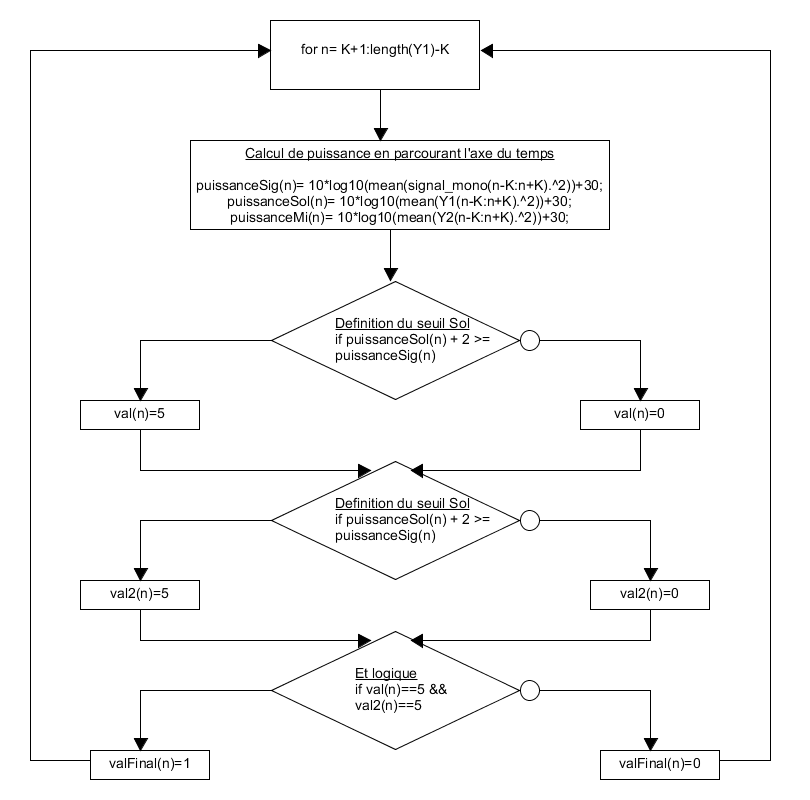 for n= K+1:length(Y1)-K
Calcul de puissance en parcourant l'axe du temps
puissanceSig(n)= 10*log10(mean(signal_mono(n-K:n+K).^2))+30;
puissanceSol(n)= 10*log10(mean(Y1(n-K:n+K).^2))+30;
puissanceMi(n)= 10*log10(mean(Y2(n-K:n+K).^2))+30;
Definition du seuil Sol
if puissanceSol(n) + 2 >=
puissanceSig(n)
val(n)=5
val(n)=0
Definition du seuil Sol
if puissanceSol(n) + 2 >=
puissanceSig(n)
val2(n)=5
val2(n)=0
Et logique
if val(n)==5 &&
val2(n)==5
valFinal(n)=1
valFinal(n)=0